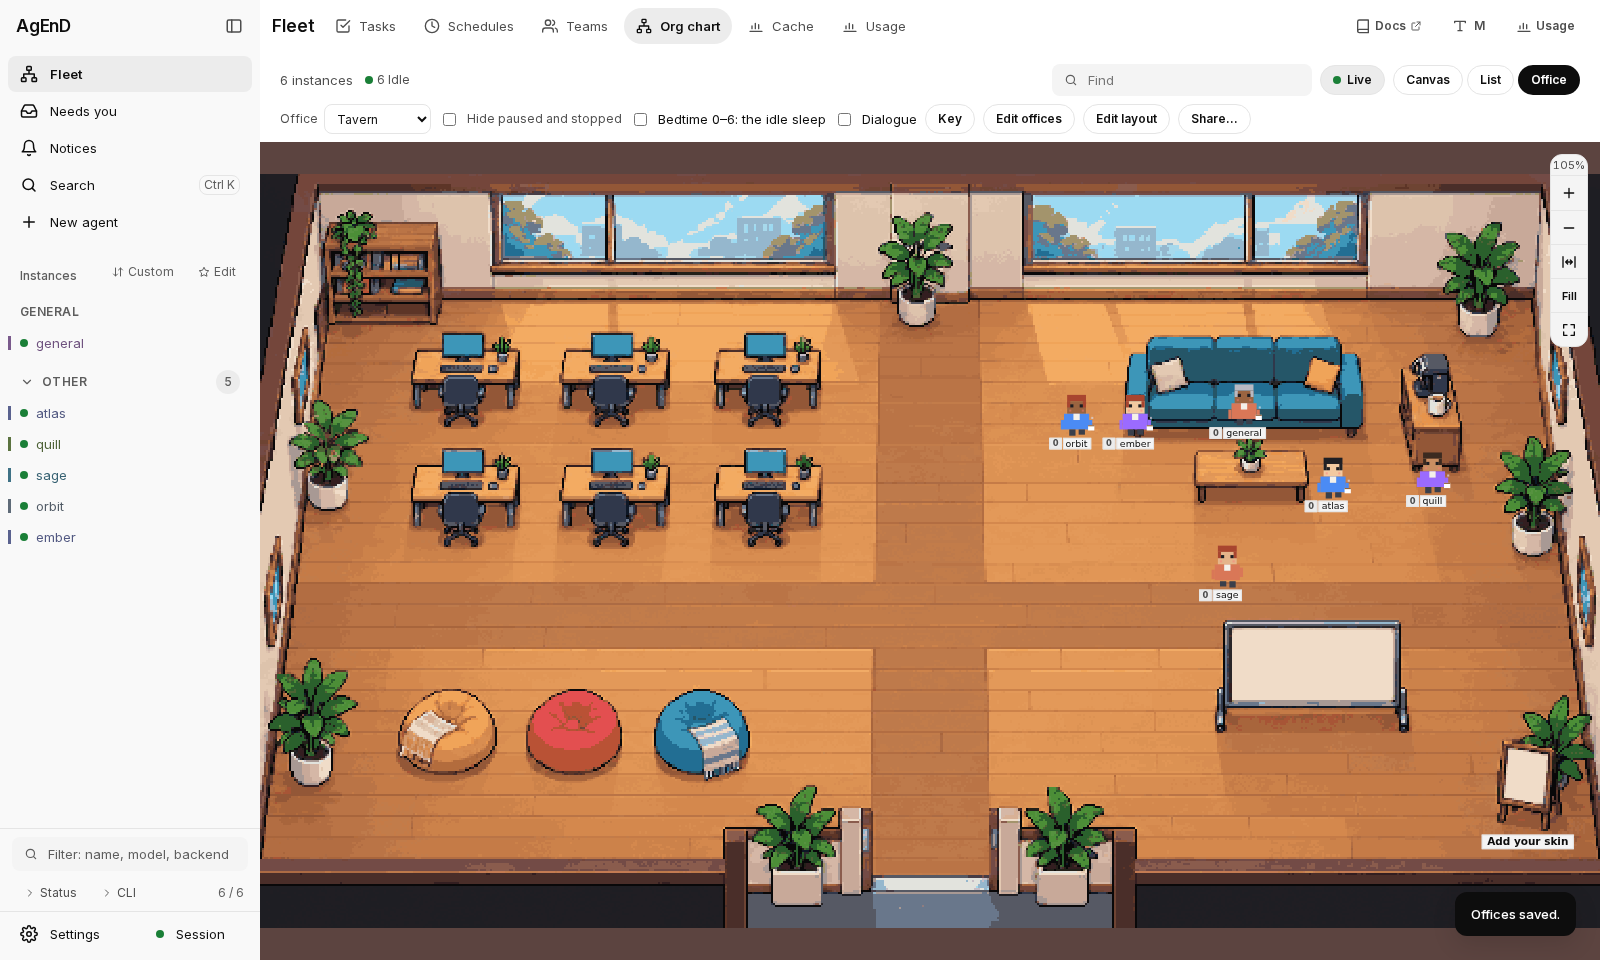 AgEnD
Fleet
Needs you
Notices
Search
Ctrl K
New agent
Instances
Custom
Edit
GENERAL
general
OTHER
5
atlas
quill
sage
orbit
ember
Filter: name, model, backend
Status
CLI
6 / 6
Settings
Session
Fleet
Tasks
Schedules
Teams
Org chart
Cache
Usage
Docs
M
Usage
6 instances
6 Idle
Find
Live
Canvas
List
Office
Office
Tavern
Hide paused and stopped
Bedtime 0–6: the idle sleep
Dialogue
Key
Edit offices
Edit layout
Share...
105%
Fill
0 orbit
0 ember
0 general
0 atlas
0 quill
0 sage
Add your skin
Offices saved.